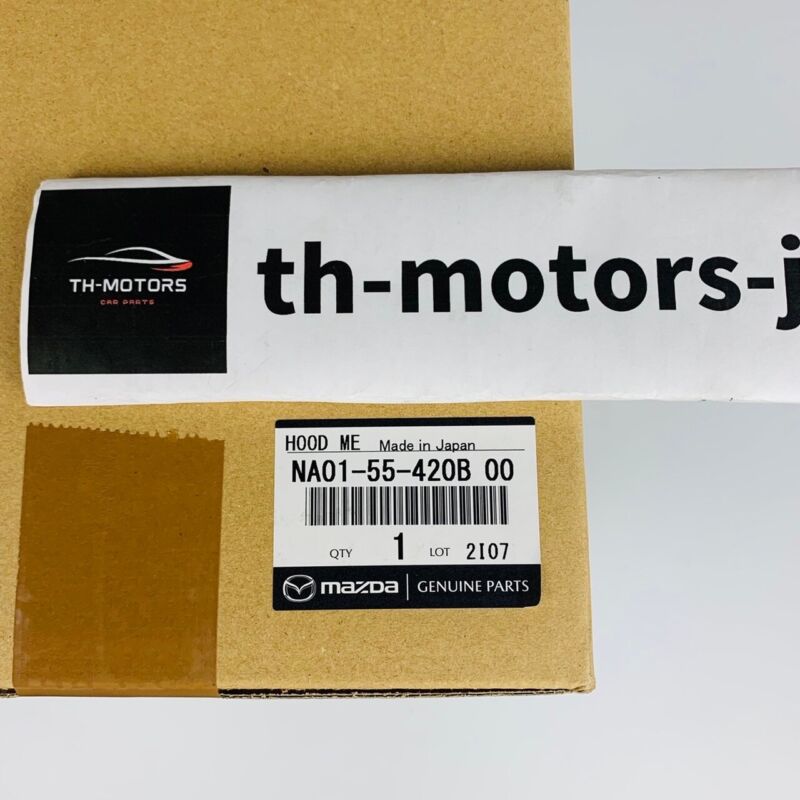 TH-MOTORS
CAR PARTS
th-motors-j
HOOD ME Made in Japan
NA01-55-420B 00
QTY 1 LOT 2I07
mazda GENUINE PARTS